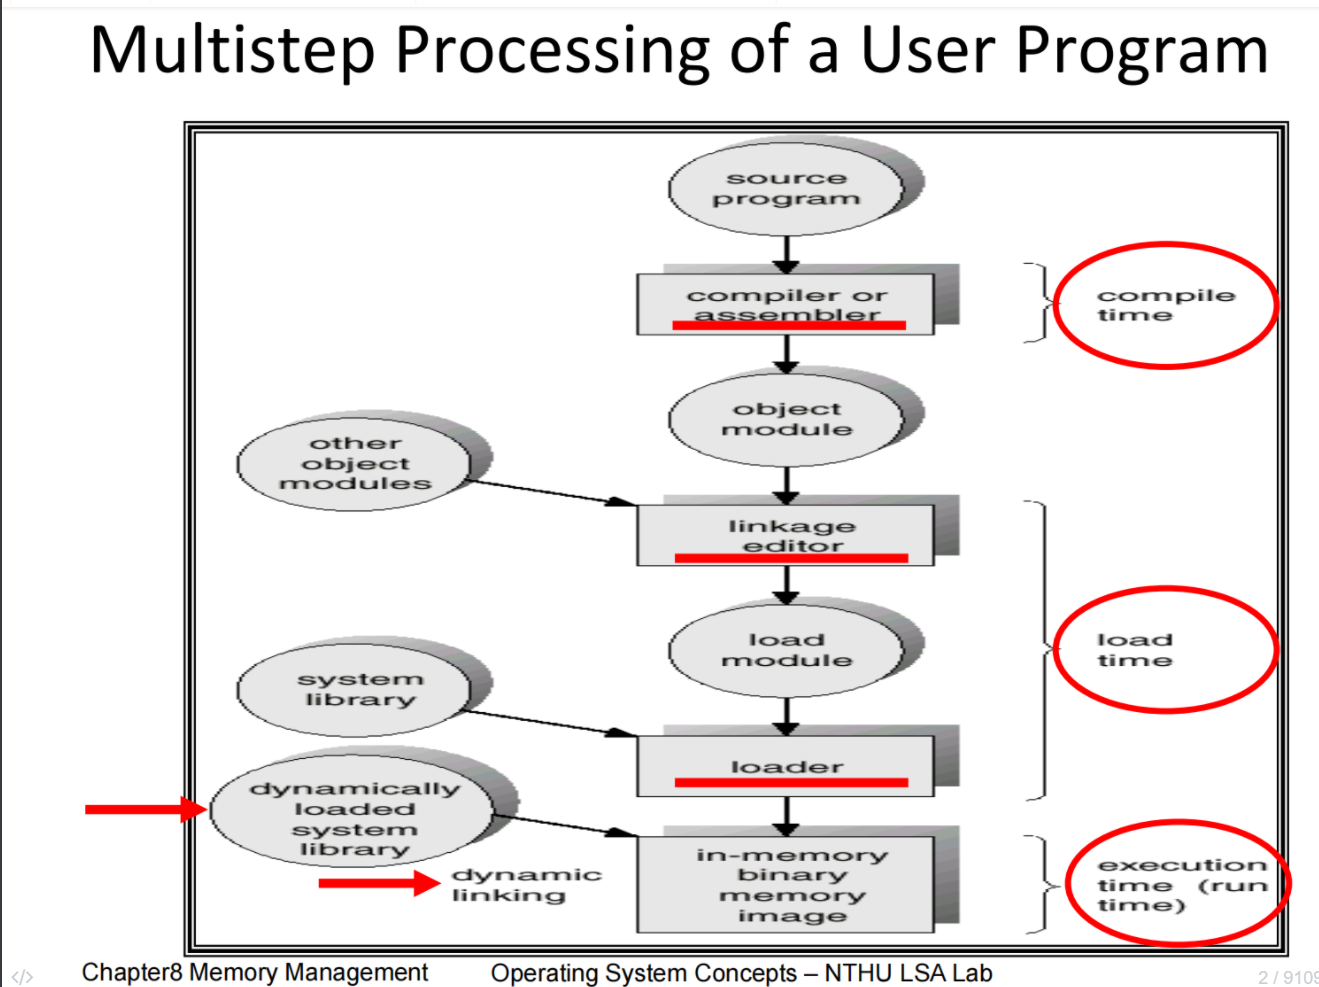 Multistep Processing of a User Program
source
program
compiler or
assembler
compile
time
object
module
other
object
modules
linkage
editor
load
module
load
time
system
library
loader
dynamically
loaded
system
library
dynamic
linking
in-memory
binary
memory
image
execution
time (run
time)
Chapter8 Memory Management
Operating System Concepts – NTHU LSA Lab
</>
2 / 9109